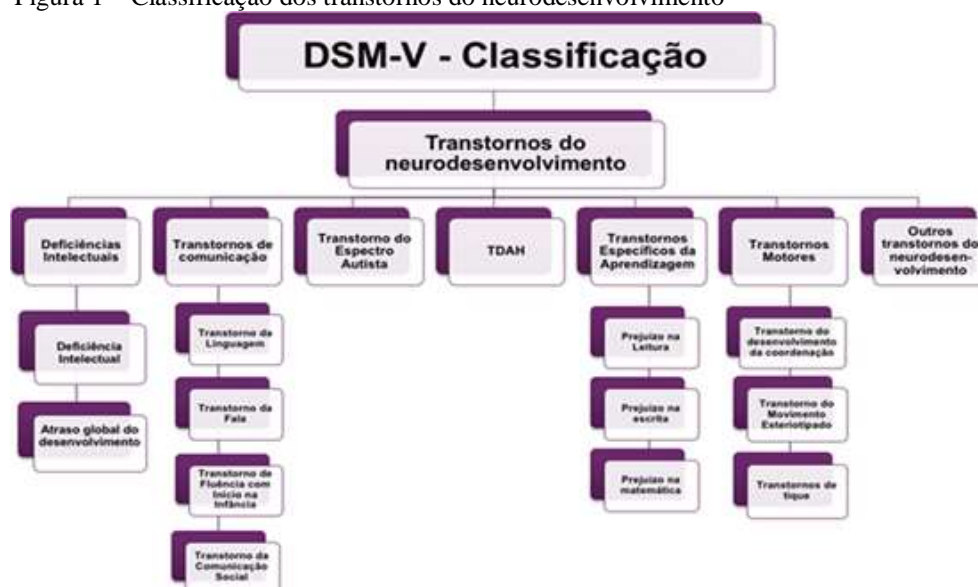 Figura 1 – Classificação dos transtornos do neurodesenvolvimento
DSM-V - Classificação
Transtornos do
neurodesenvolvimento
Deficiências
Intelectuais
Transtornos de
comunicação
Transtorno do
Espectro
Autista
TDAH
Transtornos
Específicos da
Aprendizagem
Transtornos
Motores
Outros
transtornos do
neurodesen-
volvimento
Deficiência
Intelectual
Atraso global do
desenvolvimento
Transtorno da
Linguagem
Transtorno da
Fala
Transtorno de
Fluência com
Início na
Infância
Transtorno da
Comunicação
Social
Prejuízo na
Leitura
Prejuízo na
escrita
Prejuízo na
matemática
Transtorno do
desenvolvimento
da coordenação
Transtorno do
Movimento
Esteriotipado
Transtornos de
tique